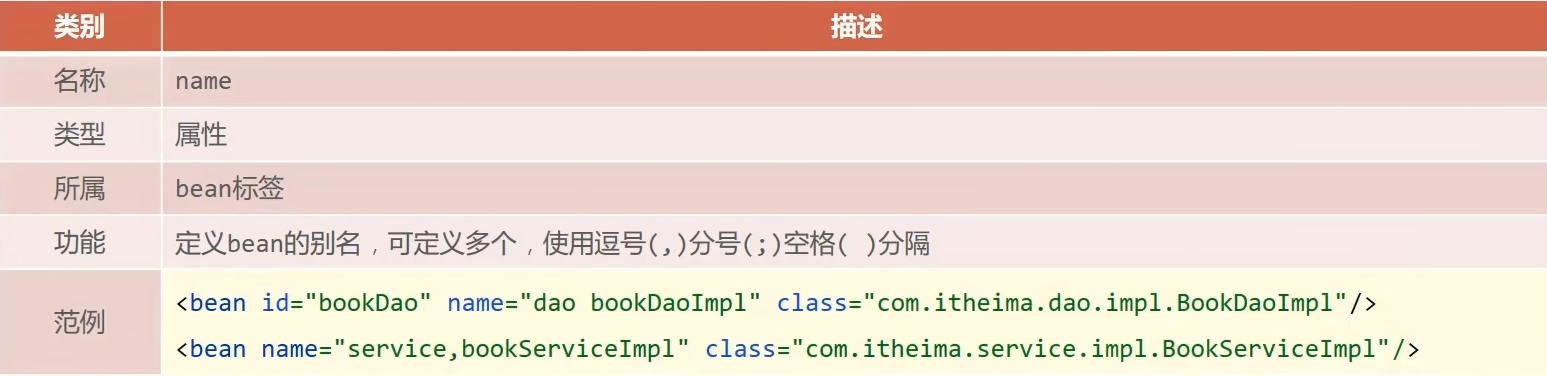 类别 描述
名称 name
类型 属性
所属 bean标签
功能 定义bean的别名，可定义多个，使用逗号(,)分号(;)空格( )分隔
范例
<bean id="bookDao" name="dao bookDaoImpl" class="com.itheima.dao.impl.BookDaoImpl"/>
<bean name="service,bookServiceImpl" class="com.itheima.service.impl.BookServiceImpl"/>